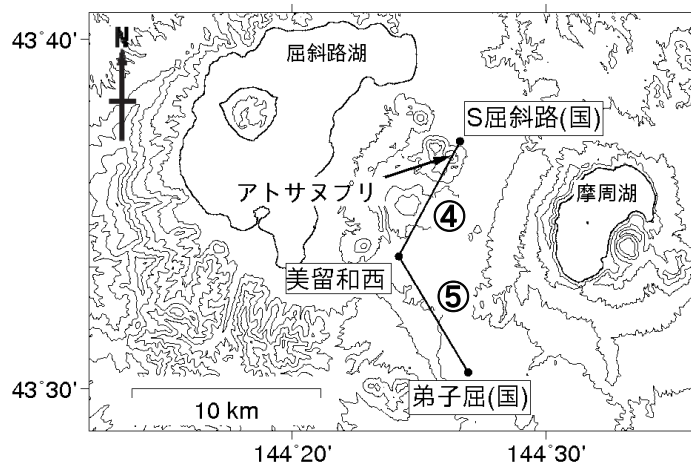 43°40'
N
屈斜路湖
S屈斜路(国)
アトサヌプリ
摩周湖
④
美留和西
⑤
43°30'
10 km
弟子屈(国)
144°20'
144°30'